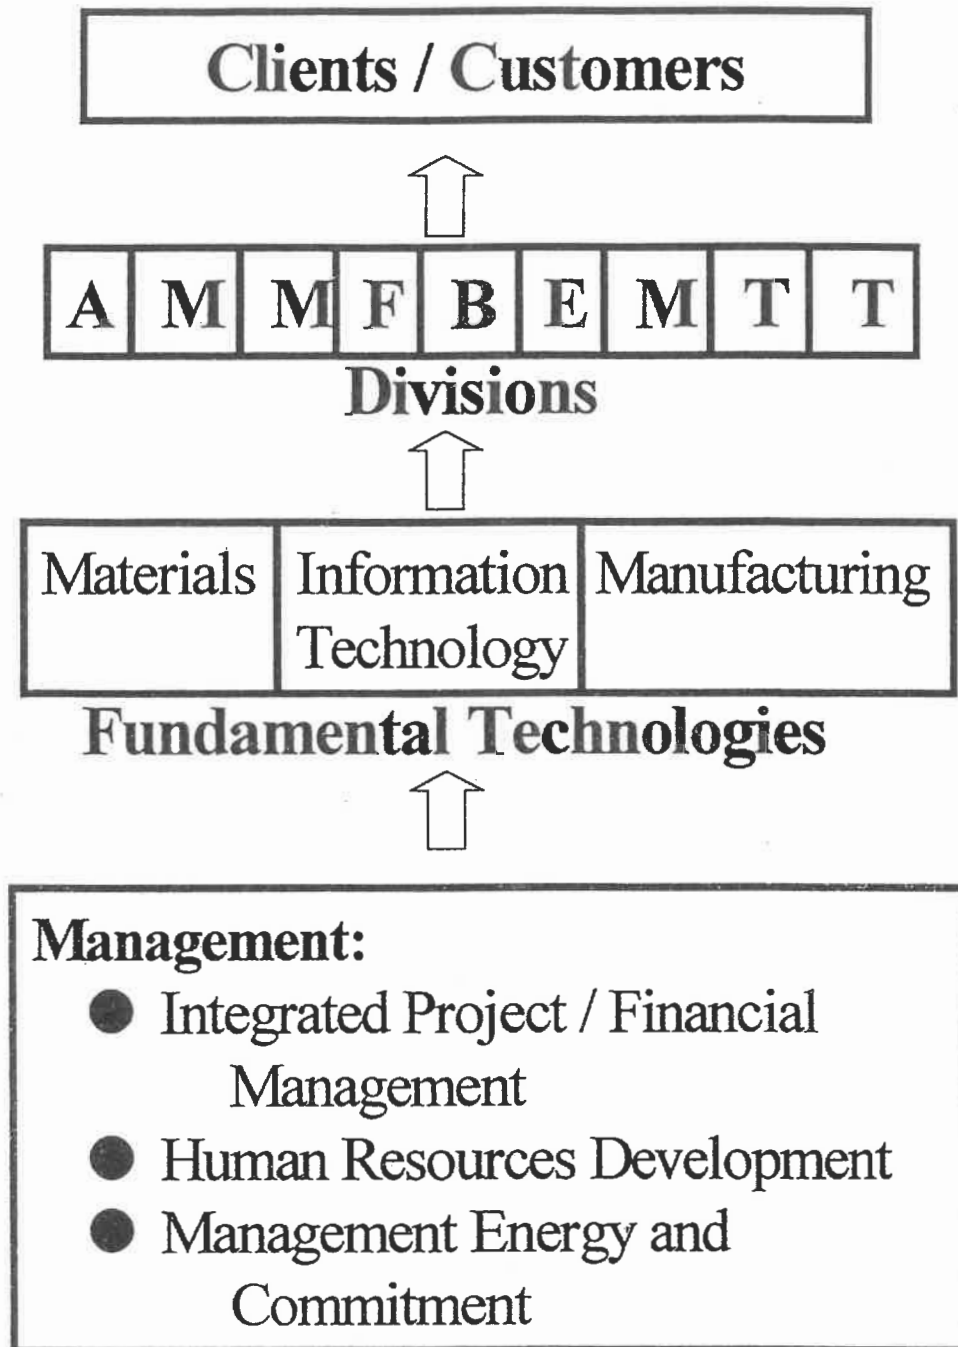 Clients / Customers
A M M F B E M T T
Divisions
Materials
Information
Technology
Manufacturing
Fundamental Technologies
Management:
● Integrated Project / Financial
Management
● Human Resources Development
● Management Energy and
Commitment